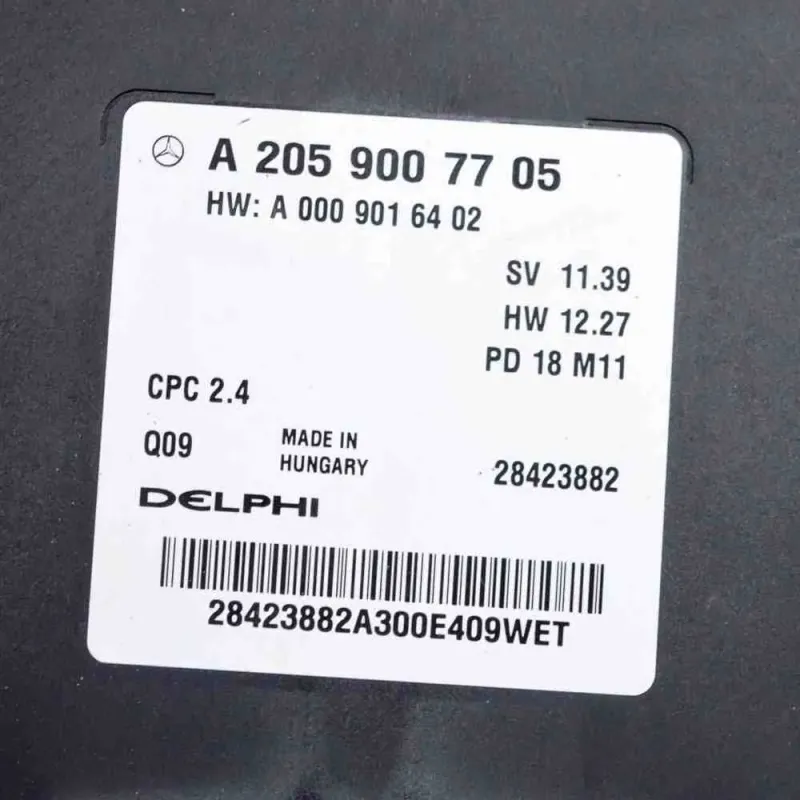 A 205 900 77 05
HW: A 000 901 64 02
SV 11.39
HW 12.27
PD 18 M11
CPC 2.4
Q09
MADE IN
HUNGARY
28423882
DELPHI
28423882A300E409WET